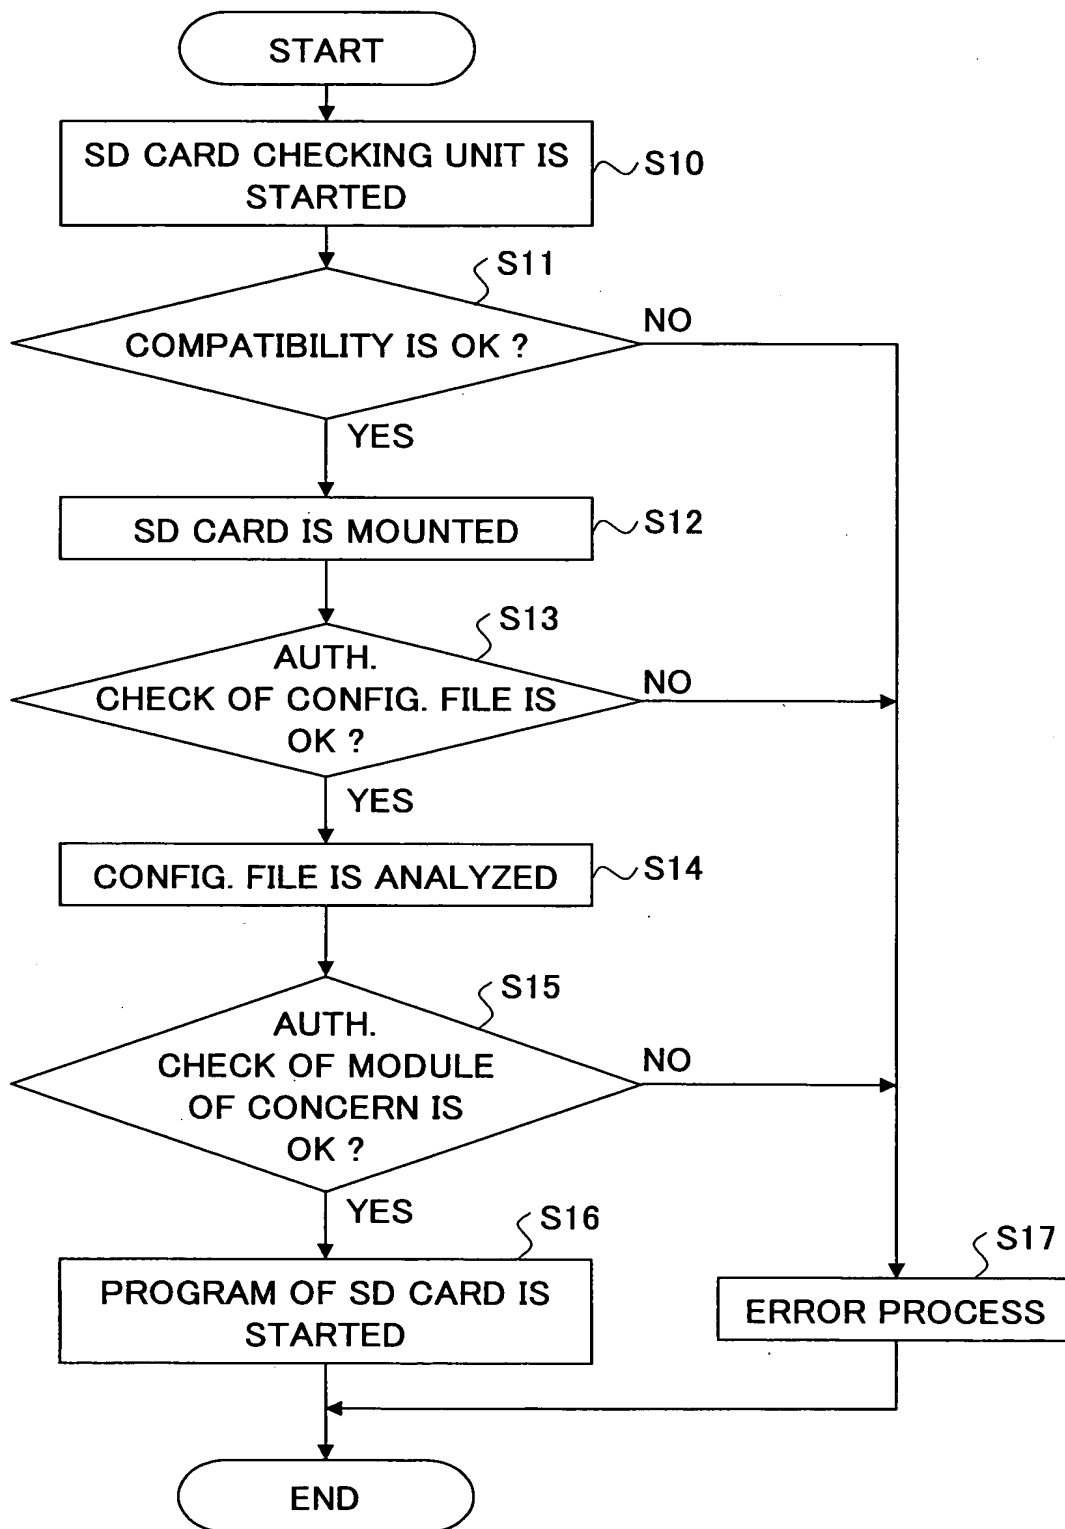 START
SD CARD CHECKING UNIT IS
STARTED
S10
S11
COMPATIBILITY IS OK ?
NO
YES
SD CARD IS MOUNTED
S12
S13
AUTH.
CHECK OF CONFIG. FILE IS
OK ?
NO
YES
CONFIG. FILE IS ANALYZED
S14
S15
AUTH.
CHECK OF MODULE
OF CONCERN IS
OK ?
NO
YES
S16
PROGRAM OF SD CARD IS
STARTED
S17
ERROR PROCESS
END